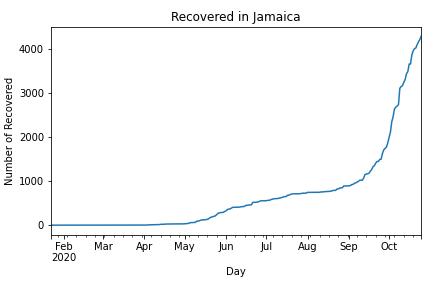 Recovered in Jamaica
Number of Recovered
4000
3000
2000
1000
0
Feb Mar Apr May Jun Jul Aug Sep Oct
2020
Day